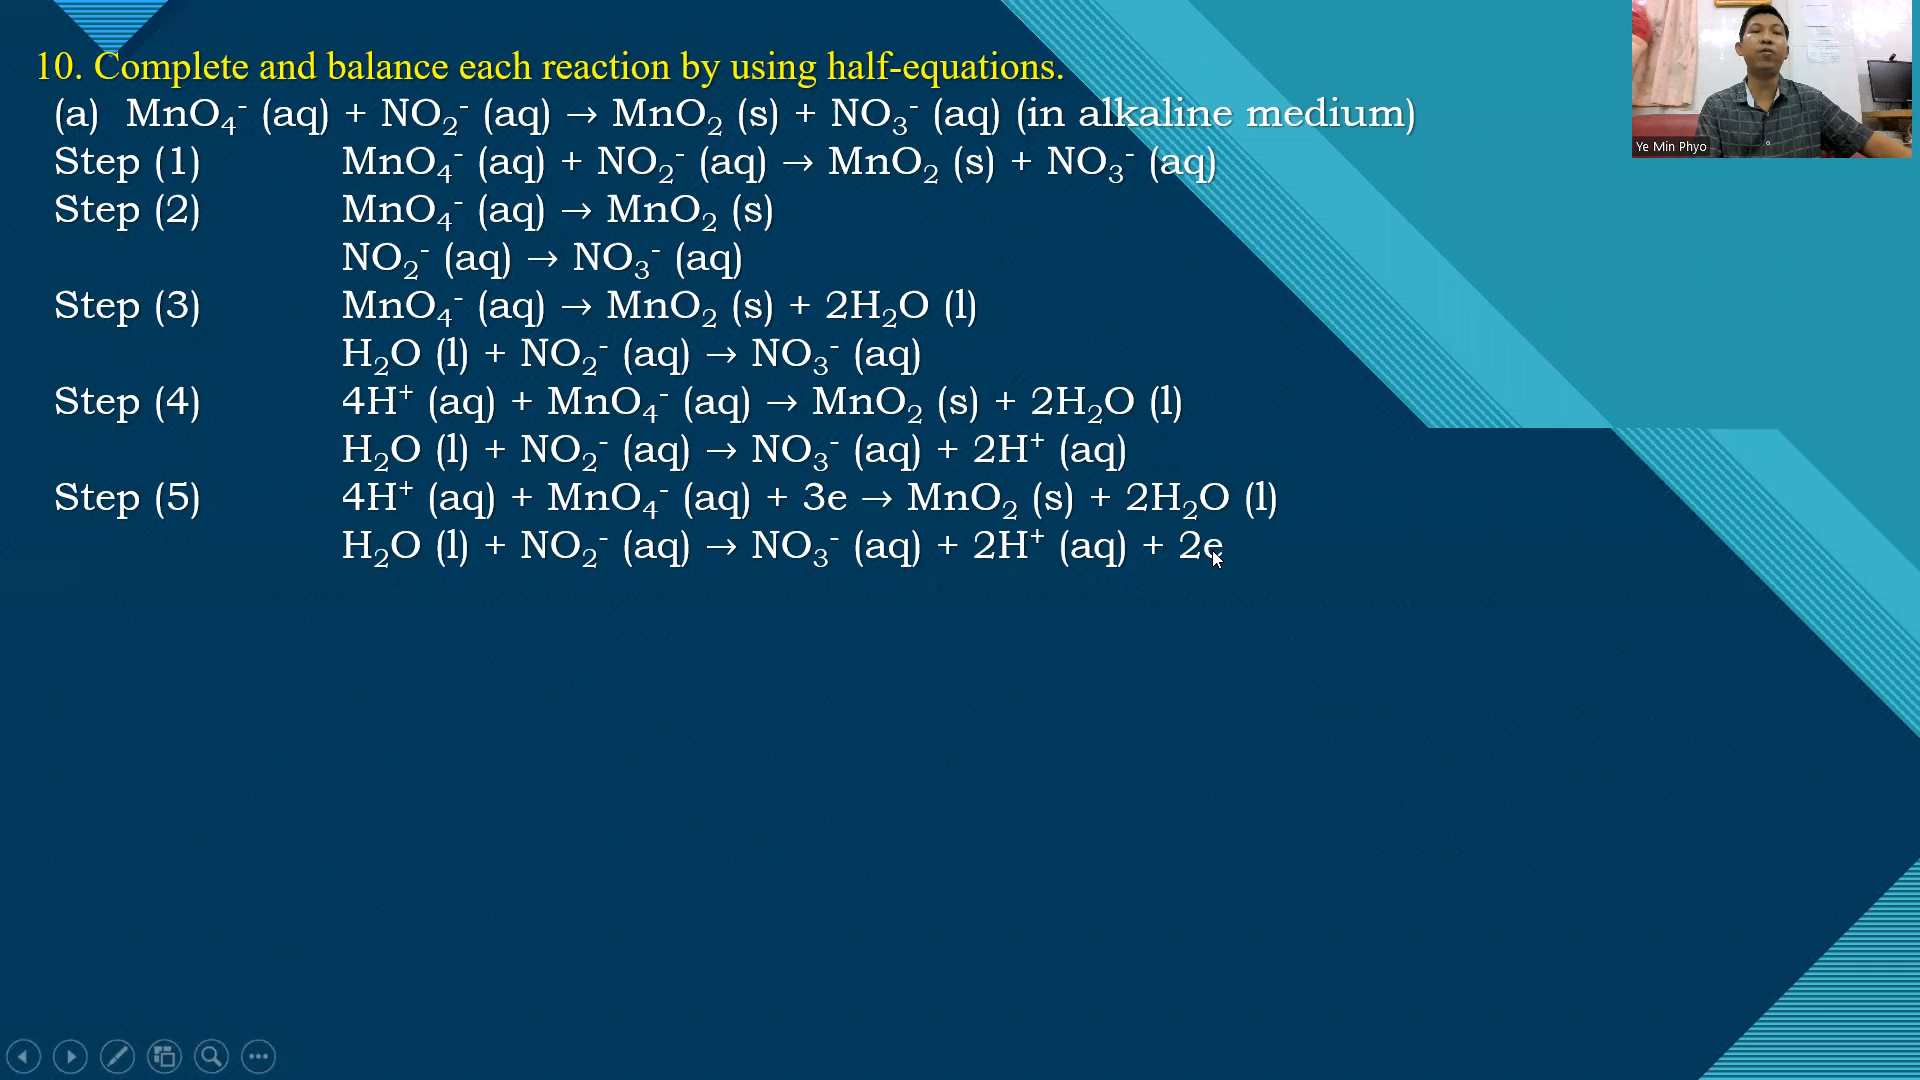 10. Complete and balance each reaction by using half-equations.
(a) MnO₄⁻ (aq) + NO₂⁻ (aq) → MnO₂ (s) + NO₃⁻ (aq) (in alkaline medium)
Step (1) MnO₄⁻ (aq) + NO₂⁻ (aq) → MnO₂ (s) + NO₃⁻ (aq)
Step (2) MnO₄⁻ (aq) → MnO₂ (s)
NO₂⁻ (aq) → NO₃⁻ (aq)
Step (3) MnO₄⁻ (aq) → MnO₂ (s) + 2H₂O (l)
H₂O (l) + NO₂⁻ (aq) → NO₃⁻ (aq)
Step (4) 4H⁺ (aq) + MnO₄⁻ (aq) → MnO₂ (s) + 2H₂O (l)
H₂O (l) + NO₂⁻ (aq) → NO₃⁻ (aq) + 2H⁺ (aq)
Step (5) 4H⁺ (aq) + MnO₄⁻ (aq) + 3e → MnO₂ (s) + 2H₂O (l)
H₂O (l) + NO₂⁻ (aq) → NO₃⁻ (aq) + 2H⁺ (aq) + 2e
Ye Min Phyo